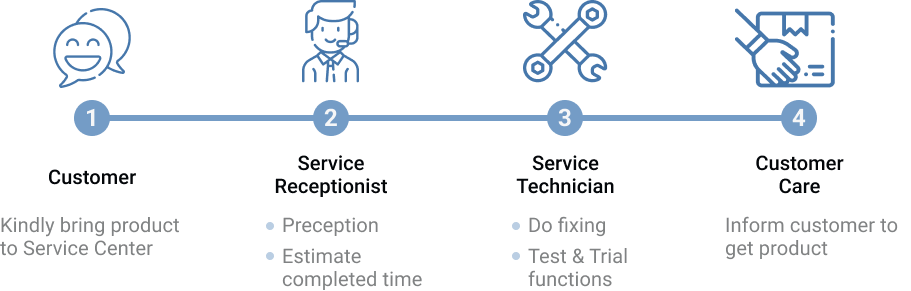 1
2
3
4
Customer
Kindly bring product
to Service Center
Service
Receptionist
Preception
Estimate
completed time
Service
Technician
Do fixing
Test & Trial
functions
Customer
Care
Inform customer to
get product